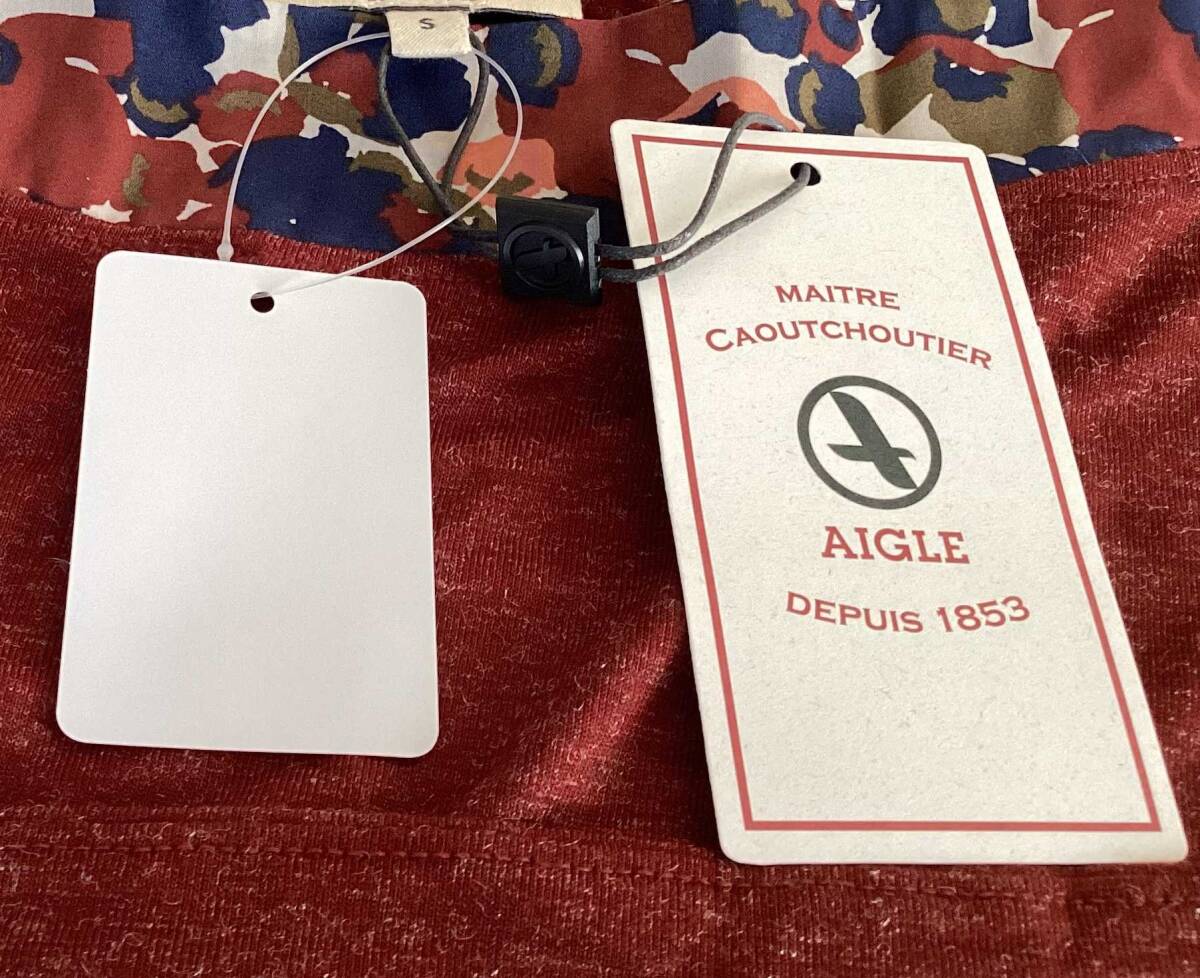 S
MAITRE
CAOUTCHOUTIER
AIGLE
DEPUIS 1853